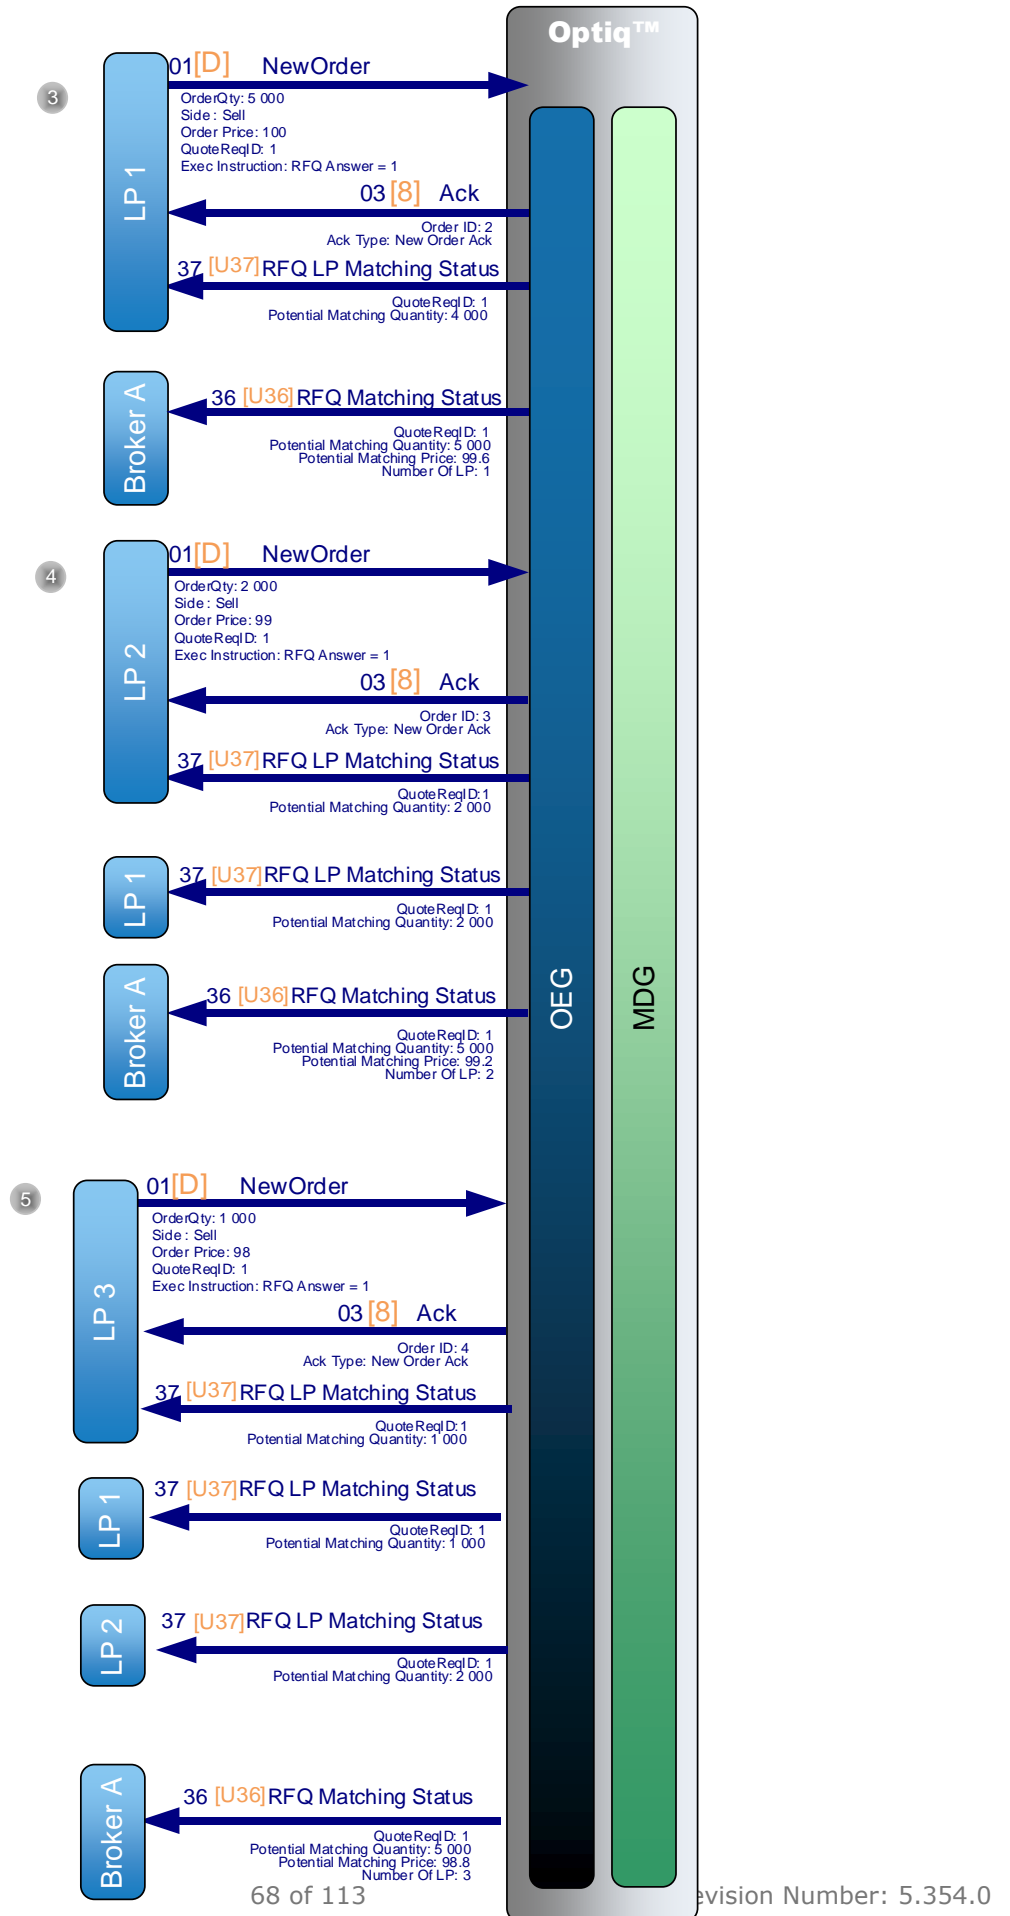 Optiq™
3
LP 1
01[D] NewOrder
OrderQty: 5 000
Side : Sell
Order Price: 100
QuoteReqID: 1
Exec Instruction: RFQ Answer = 1
03 [8] Ack
Order ID: 2
Ack Type: New Order Ack
37 [U37] RFQ LP Matching Status
QuoteReqID: 1
Potential Matching Quantity: 4 000
Broker A
36 [U36] RFQ Matching Status
QuoteReqID: 1
Potential Matching Quantity: 5 000
Potential Matching Price: 99.6
Number Of LP: 1
4
LP 2
01[D] NewOrder
OrderQty: 2 000
Side : Sell
Order Price: 99
QuoteReqID: 1
Exec Instruction: RFQ Answer = 1
03 [8] Ack
Order ID: 3
Ack Type: New Order Ack
37 [U37] RFQ LP Matching Status
QuoteReqID:1
Potential Matching Quantity: 2 000
LP 1
37 [U37] RFQ LP Matching Status
QuoteReqID: 1
Potential Matching Quantity: 2 000
OEG
MDG
Broker A
36 [U36] RFQ Matching Status
QuoteReqID: 1
Potential Matching Quantity: 5 000
Potential Matching Price: 99.2
Number Of LP: 2
5
LP 3
01[D] NewOrder
OrderQty: 1 000
Side : Sell
Order Price: 98
QuoteReqID: 1
Exec Instruction: RFQ Answer = 1
03 [8] Ack
Order ID: 4
Ack Type: New Order Ack
37 [U37] RFQ LP Matching Status
QuoteReqID:1
Potential Matching Quantity: 1 000
LP 1
37 [U37] RFQ LP Matching Status
QuoteReqID: 1
Potential Matching Quantity: 1 000
LP 2
37 [U37] RFQ LP Matching Status
QuoteReqID: 1
Potential Matching Quantity: 2 000
Broker A
36 [U36] RFQ Matching Status
QuoteReqID: 1
Potential Matching Quantity: 5 000
Potential Matching Price: 98.8
Number Of LP: 3
68 of 113
evision Number: 5.354.0